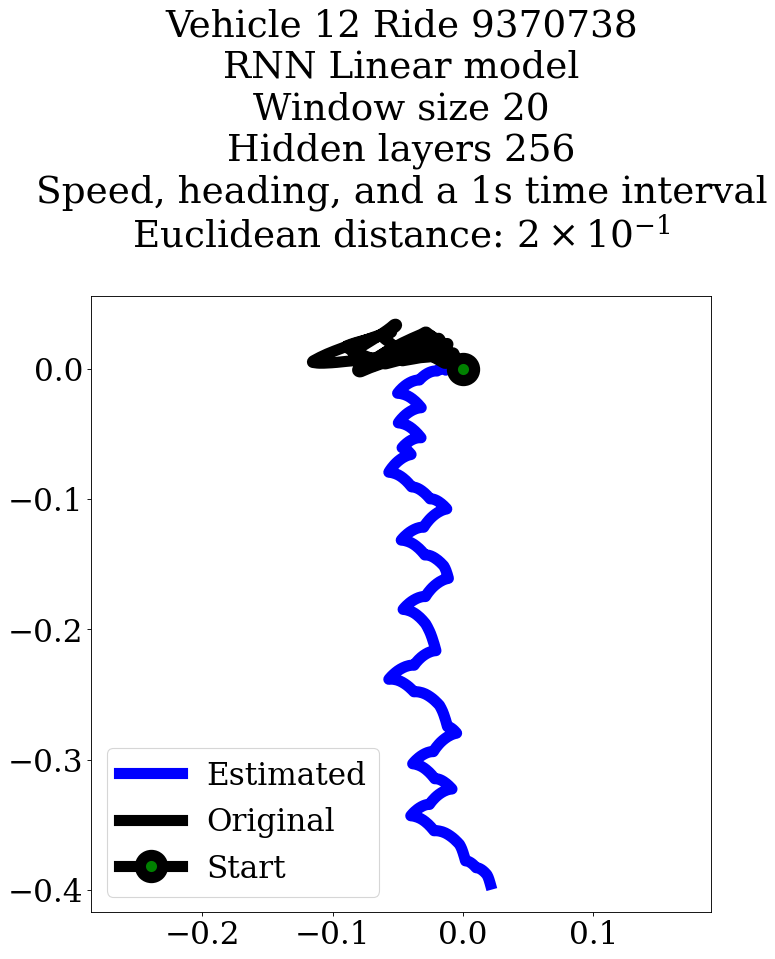 Vehicle 12 Ride 9370738
RNN Linear model
Window size 20
Hidden layers 256
Speed, heading, and a 1s time interval
Euclidean distance: 2 × 10⁻¹
0.0
−0.1
−0.2
−0.3
−0.4
Estimated
Original
Start
−0.2
−0.1
0.0
0.1